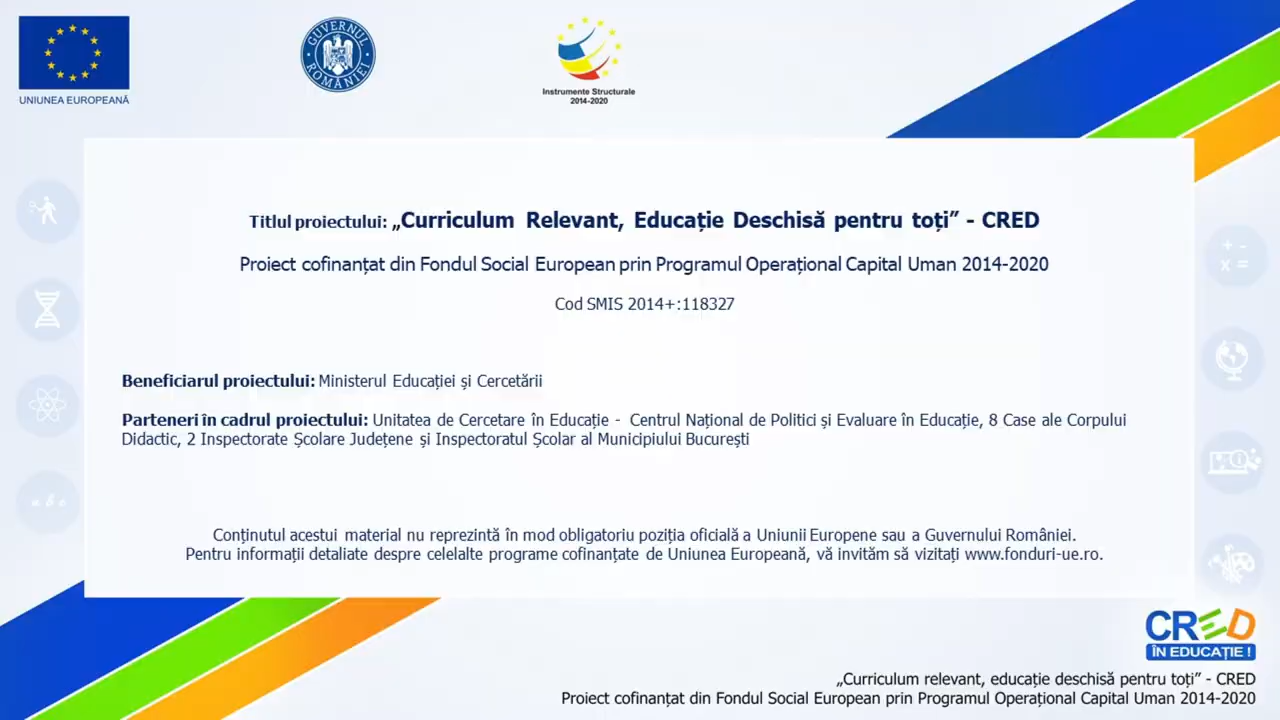 UNIUNEA EUROPEANĂ
GUVERNUL ROMÂNIEI
Instrumente Structurale
2014-2020
Titlul proiectului: „Curriculum Relevant, Educație Deschisă pentru toți” - CRED
Proiect cofinanțat din Fondul Social European prin Programul Operațional Capital Uman 2014-2020
Cod SMIS 2014+:118327
Beneficiarul proiectului: Ministerul Educației și Cercetării
Parteneri în cadrul proiectului: Unitatea de Cercetare în Educație - Centrul Național de Politici și Evaluare în Educație, 8 Case ale Corpului
Didactic, 2 Inspectorate Școlare Județene și Inspectoratul Școlar al Municipiului București
Conținutul acestui material nu reprezintă în mod obligatoriu poziția oficială a Uniunii Europene sau a Guvernului României.
Pentru informații detaliate despre celelalte programe cofinanțate de Uniunea Europeană, vă invităm să vizitați www.fonduri-ue.ro.
+ -
x =
a b c
CRED
ÎN EDUCAȚIE !
„Curriculum relevant, educație deschisă pentru toți” - CRED
Proiect cofinanțat din Fondul Social European prin Programul Operațional Capital Uman 2014-2020